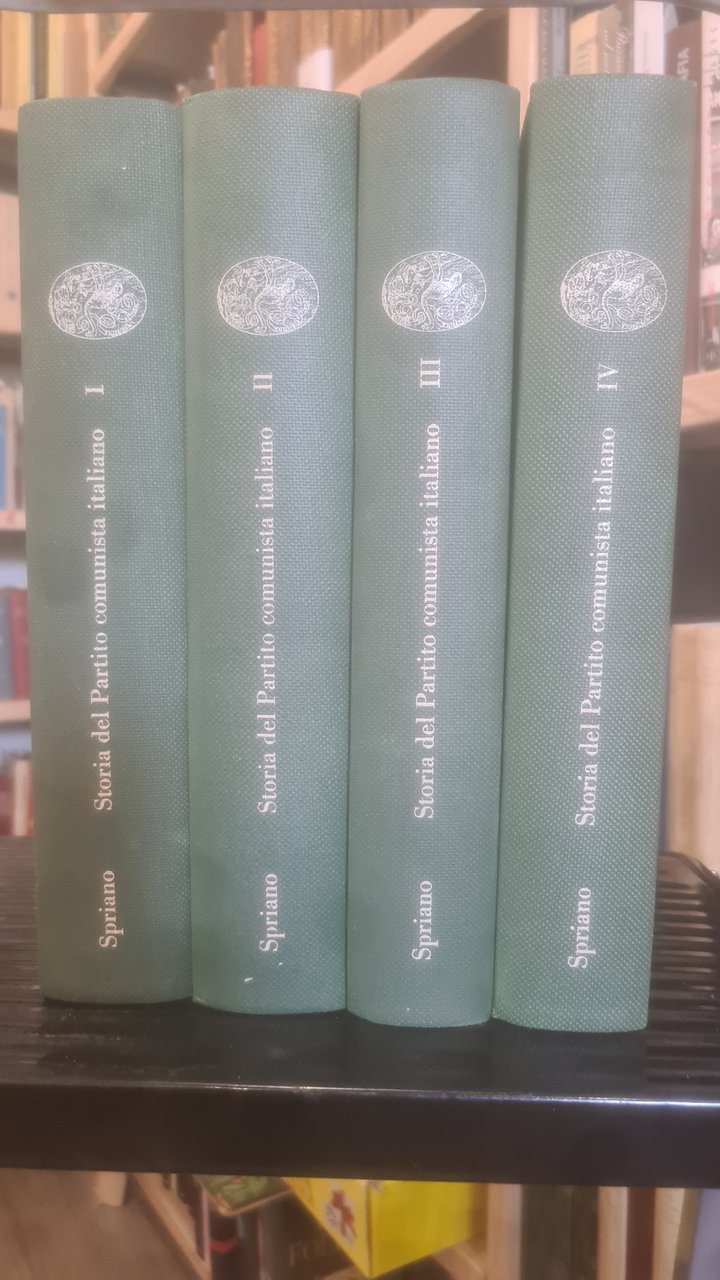 Spriano Storia del Partito comunista italiano I
Spriano Storia del Partito comunista italiano II
Spriano Storia del Partito comunista italiano III
Spriano Storia del Partito comunista italiano IV